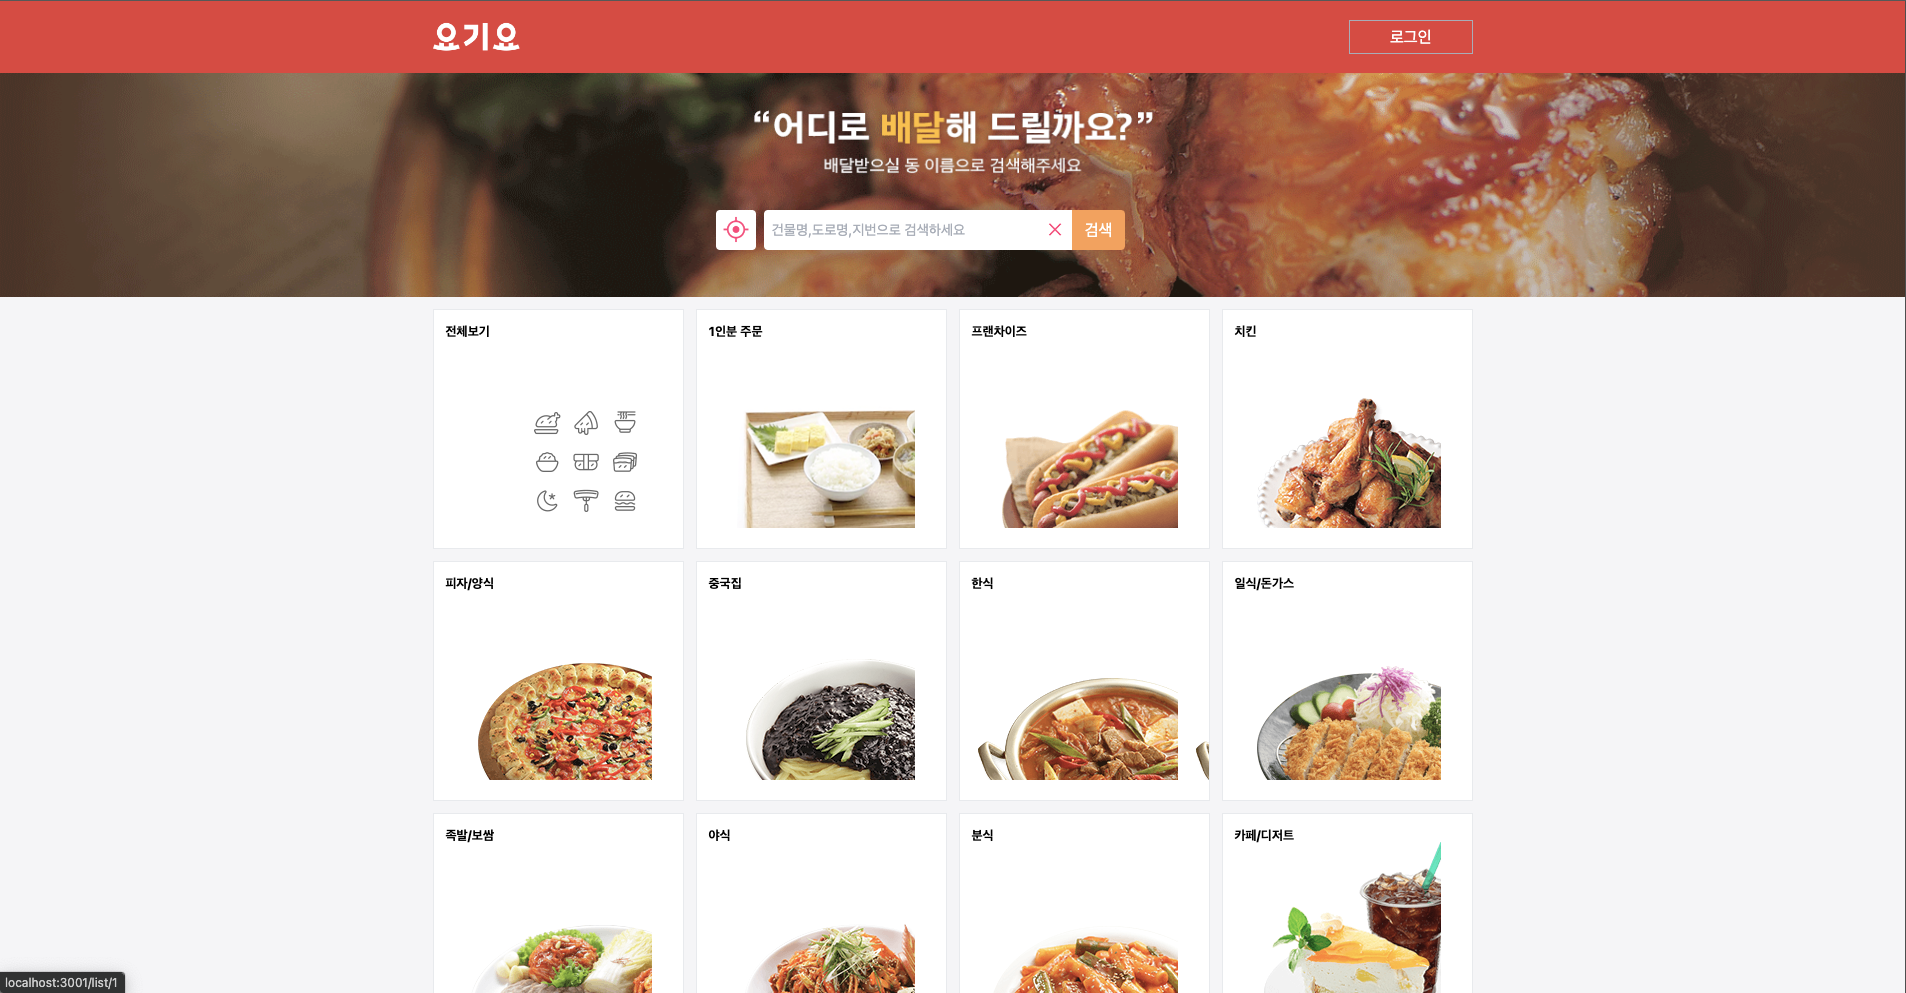 요기요
로그인
“어디로 배달해 드릴까요?”
배달받으실 동 이름으로 검색해주세요
건물명,도로명,지번으로 검색하세요
검색
전체보기
1인분 주문
프랜차이즈
치킨
피자/양식
중국집
한식
일식/돈가스
족발/보쌈
야식
분식
카페/디저트
localhost:3001/list/1